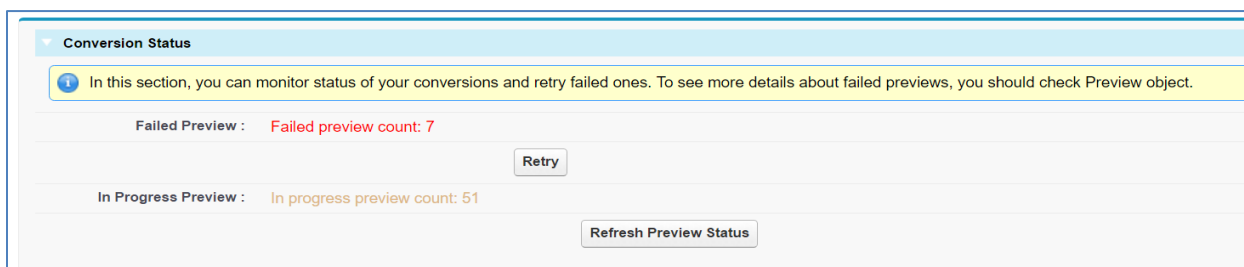 Conversion Status
In this section, you can monitor status of your conversions and retry failed ones. To see more details about failed previews, you should check Preview object.
Failed Preview : Failed preview count: 7
Retry
In Progress Preview : In progress preview count: 51
Refresh Preview Status